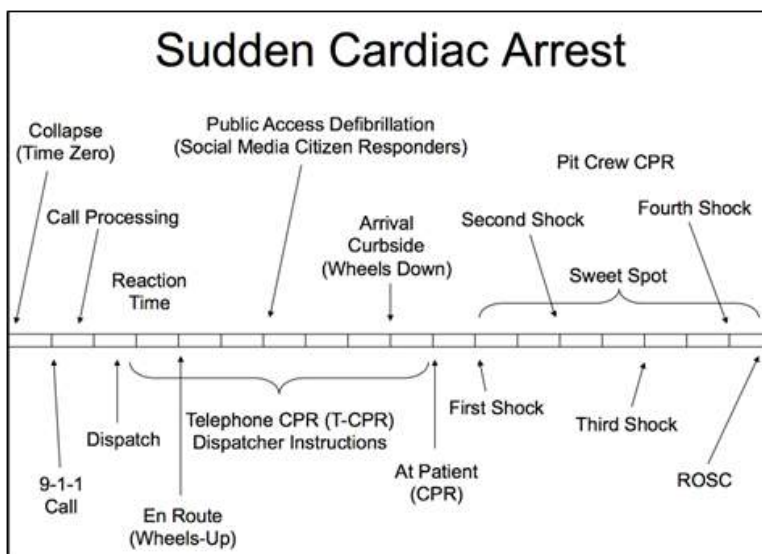 Sudden Cardiac Arrest
Collapse
(Time Zero)
Public Access Defibrillation
(Social Media Citizen Responders)
Pit Crew CPR
Call Processing
Arrival
Curbside
(Wheels Down)
Second Shock
Fourth Shock
Reaction
Time
Sweet Spot
Dispatch
Telephone CPR (T-CPR)
Dispatcher Instructions
First Shock
Third Shock
9-1-1
Call
En Route
(Wheels-Up)
At Patient
(CPR)
ROSC